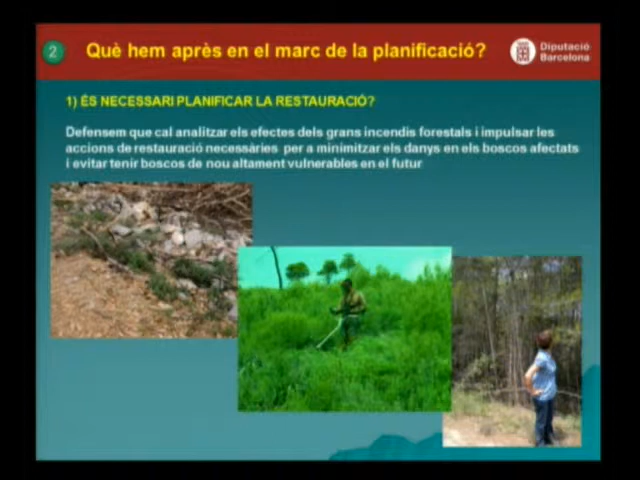 2
Què hem après en el marc de la planificació?
Diputació
Barcelona
1) ÉS NECESSARI PLANIFICAR LA RESTAURACIÓ?
Defensem que cal analitzar els efectes dels grans incendis forestals i impulsar les
accions de restauració necessàries per a minimitzar els danys en els boscos afectats
i evitar tenir boscos de nou altament vulnerables en el futur